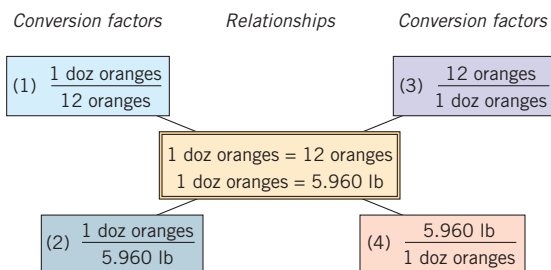 Conversion factors
Relationships
Conversion factors
(1) 1 doz oranges
12 oranges
(3) 12 oranges
1 doz oranges
1 doz oranges = 12 oranges
1 doz oranges = 5.960 lb
(2) 1 doz oranges
5.960 lb
(4) 5.960 lb
1 doz oranges